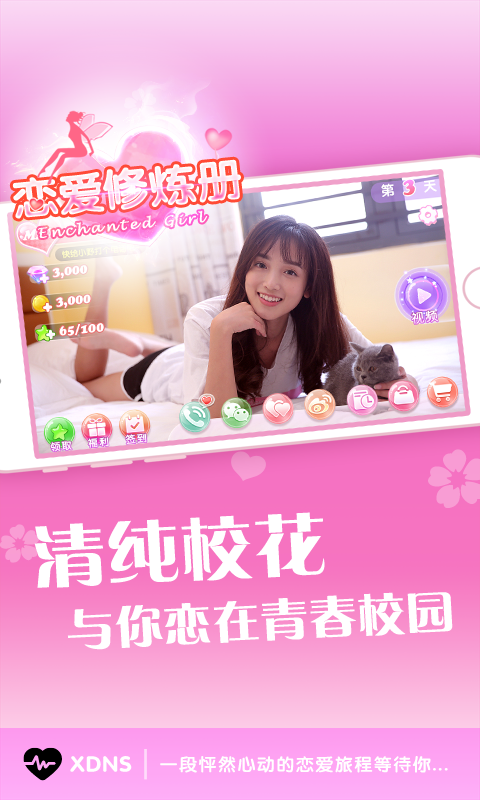 恋爱修炼册
Enchanted Girl
第3天
3,000
3,000
65/100
视频
领取
福利
签到
清纯校花
与你恋在青春校园
XDNS
一段怦然心动的恋爱旅程等待你...